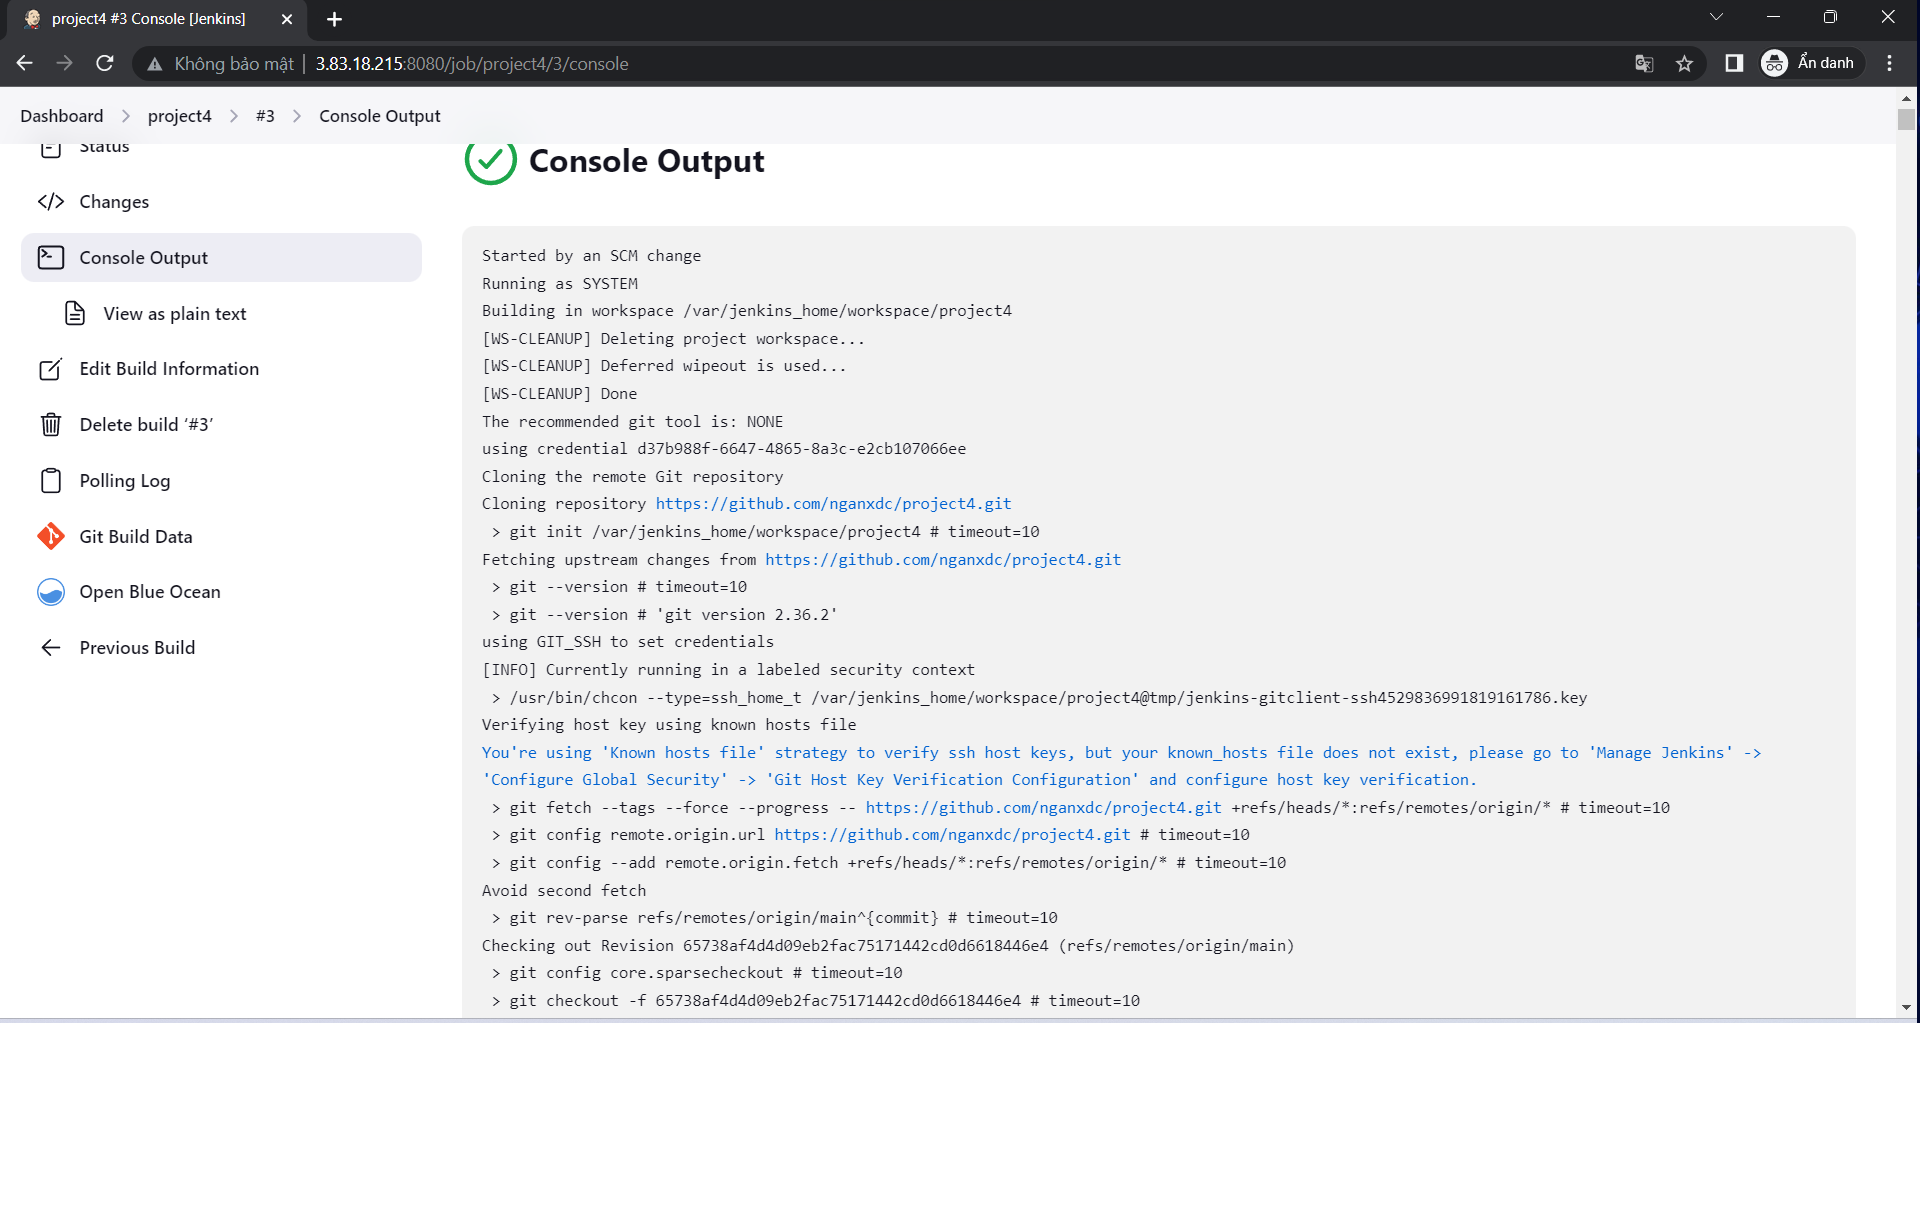 project4 #3 Console [Jenkins]
Không bảo mật
3.83.18.215:8080/job/project4/3/console
Ẩn danh
Dashboard > project4 > #3 > Console Output
Status
Changes
Console Output
View as plain text
Edit Build Information
Delete build ‘#3’
Polling Log
Git Build Data
Open Blue Ocean
Previous Build
Console Output
Started by an SCM change
Running as SYSTEM
Building in workspace /var/jenkins_home/workspace/project4
[WS-CLEANUP] Deleting project workspace...
[WS-CLEANUP] Deferred wipeout is used...
[WS-CLEANUP] Done
The recommended git tool is: NONE
using credential d37b988f-6647-4865-8a3c-e2cb107066ee
Cloning the remote Git repository
Cloning repository https://github.com/nganxdc/project4.git
> git init /var/jenkins_home/workspace/project4 # timeout=10
Fetching upstream changes from https://github.com/nganxdc/project4.git
> git --version # timeout=10
> git --version # 'git version 2.36.2'
using GIT_SSH to set credentials
[INFO] Currently running in a labeled security context
> /usr/bin/chcon --type=ssh_home_t /var/jenkins_home/workspace/project4@tmp/jenkins-gitclient-ssh4529836991819161786.key
Verifying host key using known hosts file
You're using 'Known hosts file' strategy to verify ssh host keys, but your known_hosts file does not exist, please go to 'Manage Jenkins' ->
'Configure Global Security' -> 'Git Host Key Verification Configuration' and configure host key verification.
> git fetch --tags --force --progress -- https://github.com/nganxdc/project4.git +refs/heads/*:refs/remotes/origin/* # timeout=10
> git config remote.origin.url https://github.com/nganxdc/project4.git # timeout=10
> git config --add remote.origin.fetch +refs/heads/*:refs/remotes/origin/* # timeout=10
Avoid second fetch
> git rev-parse refs/remotes/origin/main^{commit} # timeout=10
Checking out Revision 65738af4d4d09eb2fac75171442cd0d6618446e4 (refs/remotes/origin/main)
> git config core.sparsecheckout # timeout=10
> git checkout -f 65738af4d4d09eb2fac75171442cd0d6618446e4 # timeout=10